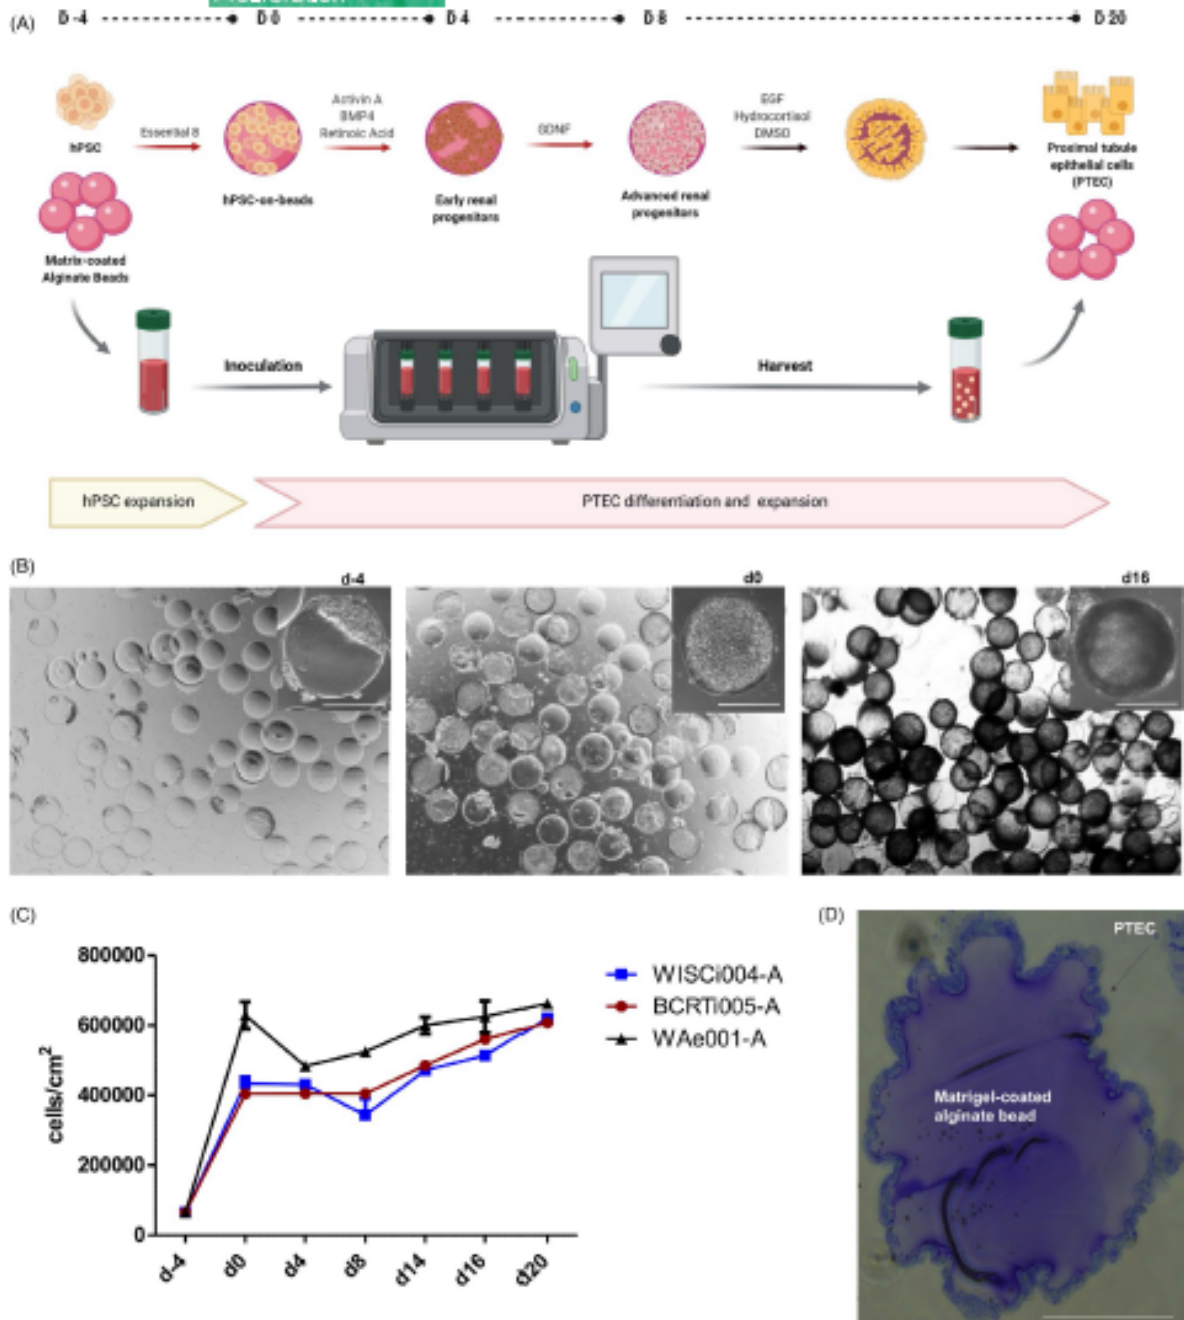 (A)
D-4
D 0
D 4
D 8
D 20
hPSC
Essential 8
hPSC-on-beads
Activin A
BMP4
Retinoic Acid
Early renal
progenitors
GDNF
Advanced renal
progenitors
EGF
Hydrocortisol
DMSO
Proximal tubule
epithelial cells
(PTEC)
Matrix-coated
Alginate Beads
Inoculation
Harvest
hPSC expansion
PTEC differentiation and expansion
(B)
d-4
d0
d16
(C)
800000
600000
400000
200000
0
cells/cm²
d-4
d0
d4
d8
d14
d16
d20
WISCi004-A
BCRTi005-A
WAe001-A
(D)
PTEC
Matrigel-coated
alginate bead